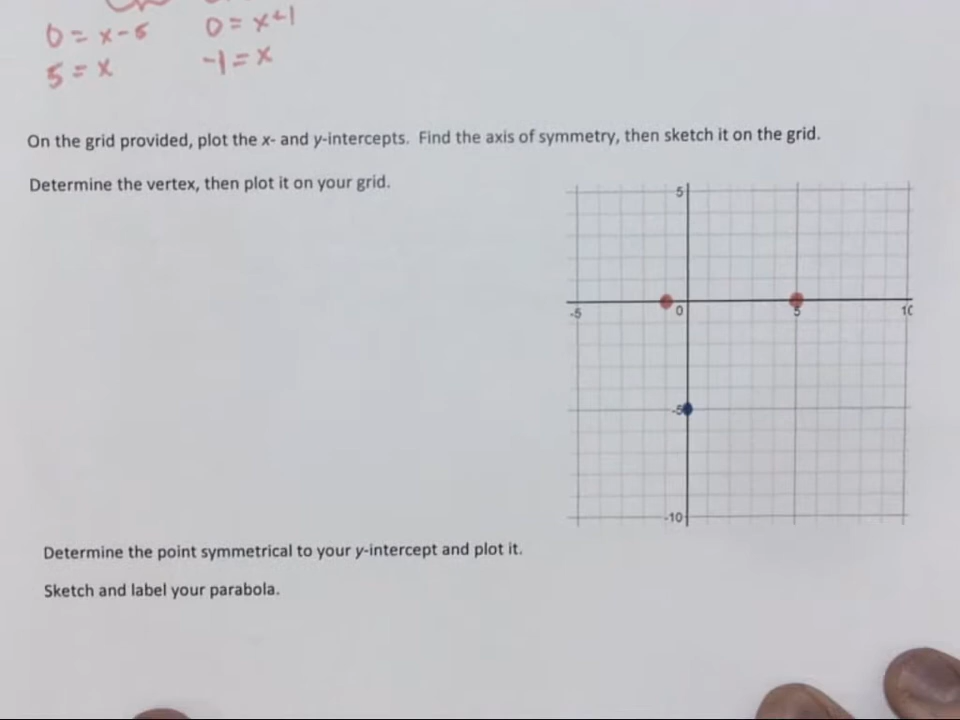 0 = x-5 0 = x+1
5 = x -1 = x
On the grid provided, plot the x- and y-intercepts. Find the axis of symmetry, then sketch it on the grid.
Determine the vertex, then plot it on your grid.
5
-5 0 5 10
-5
-10
Determine the point symmetrical to your y-intercept and plot it.
Sketch and label your parabola.